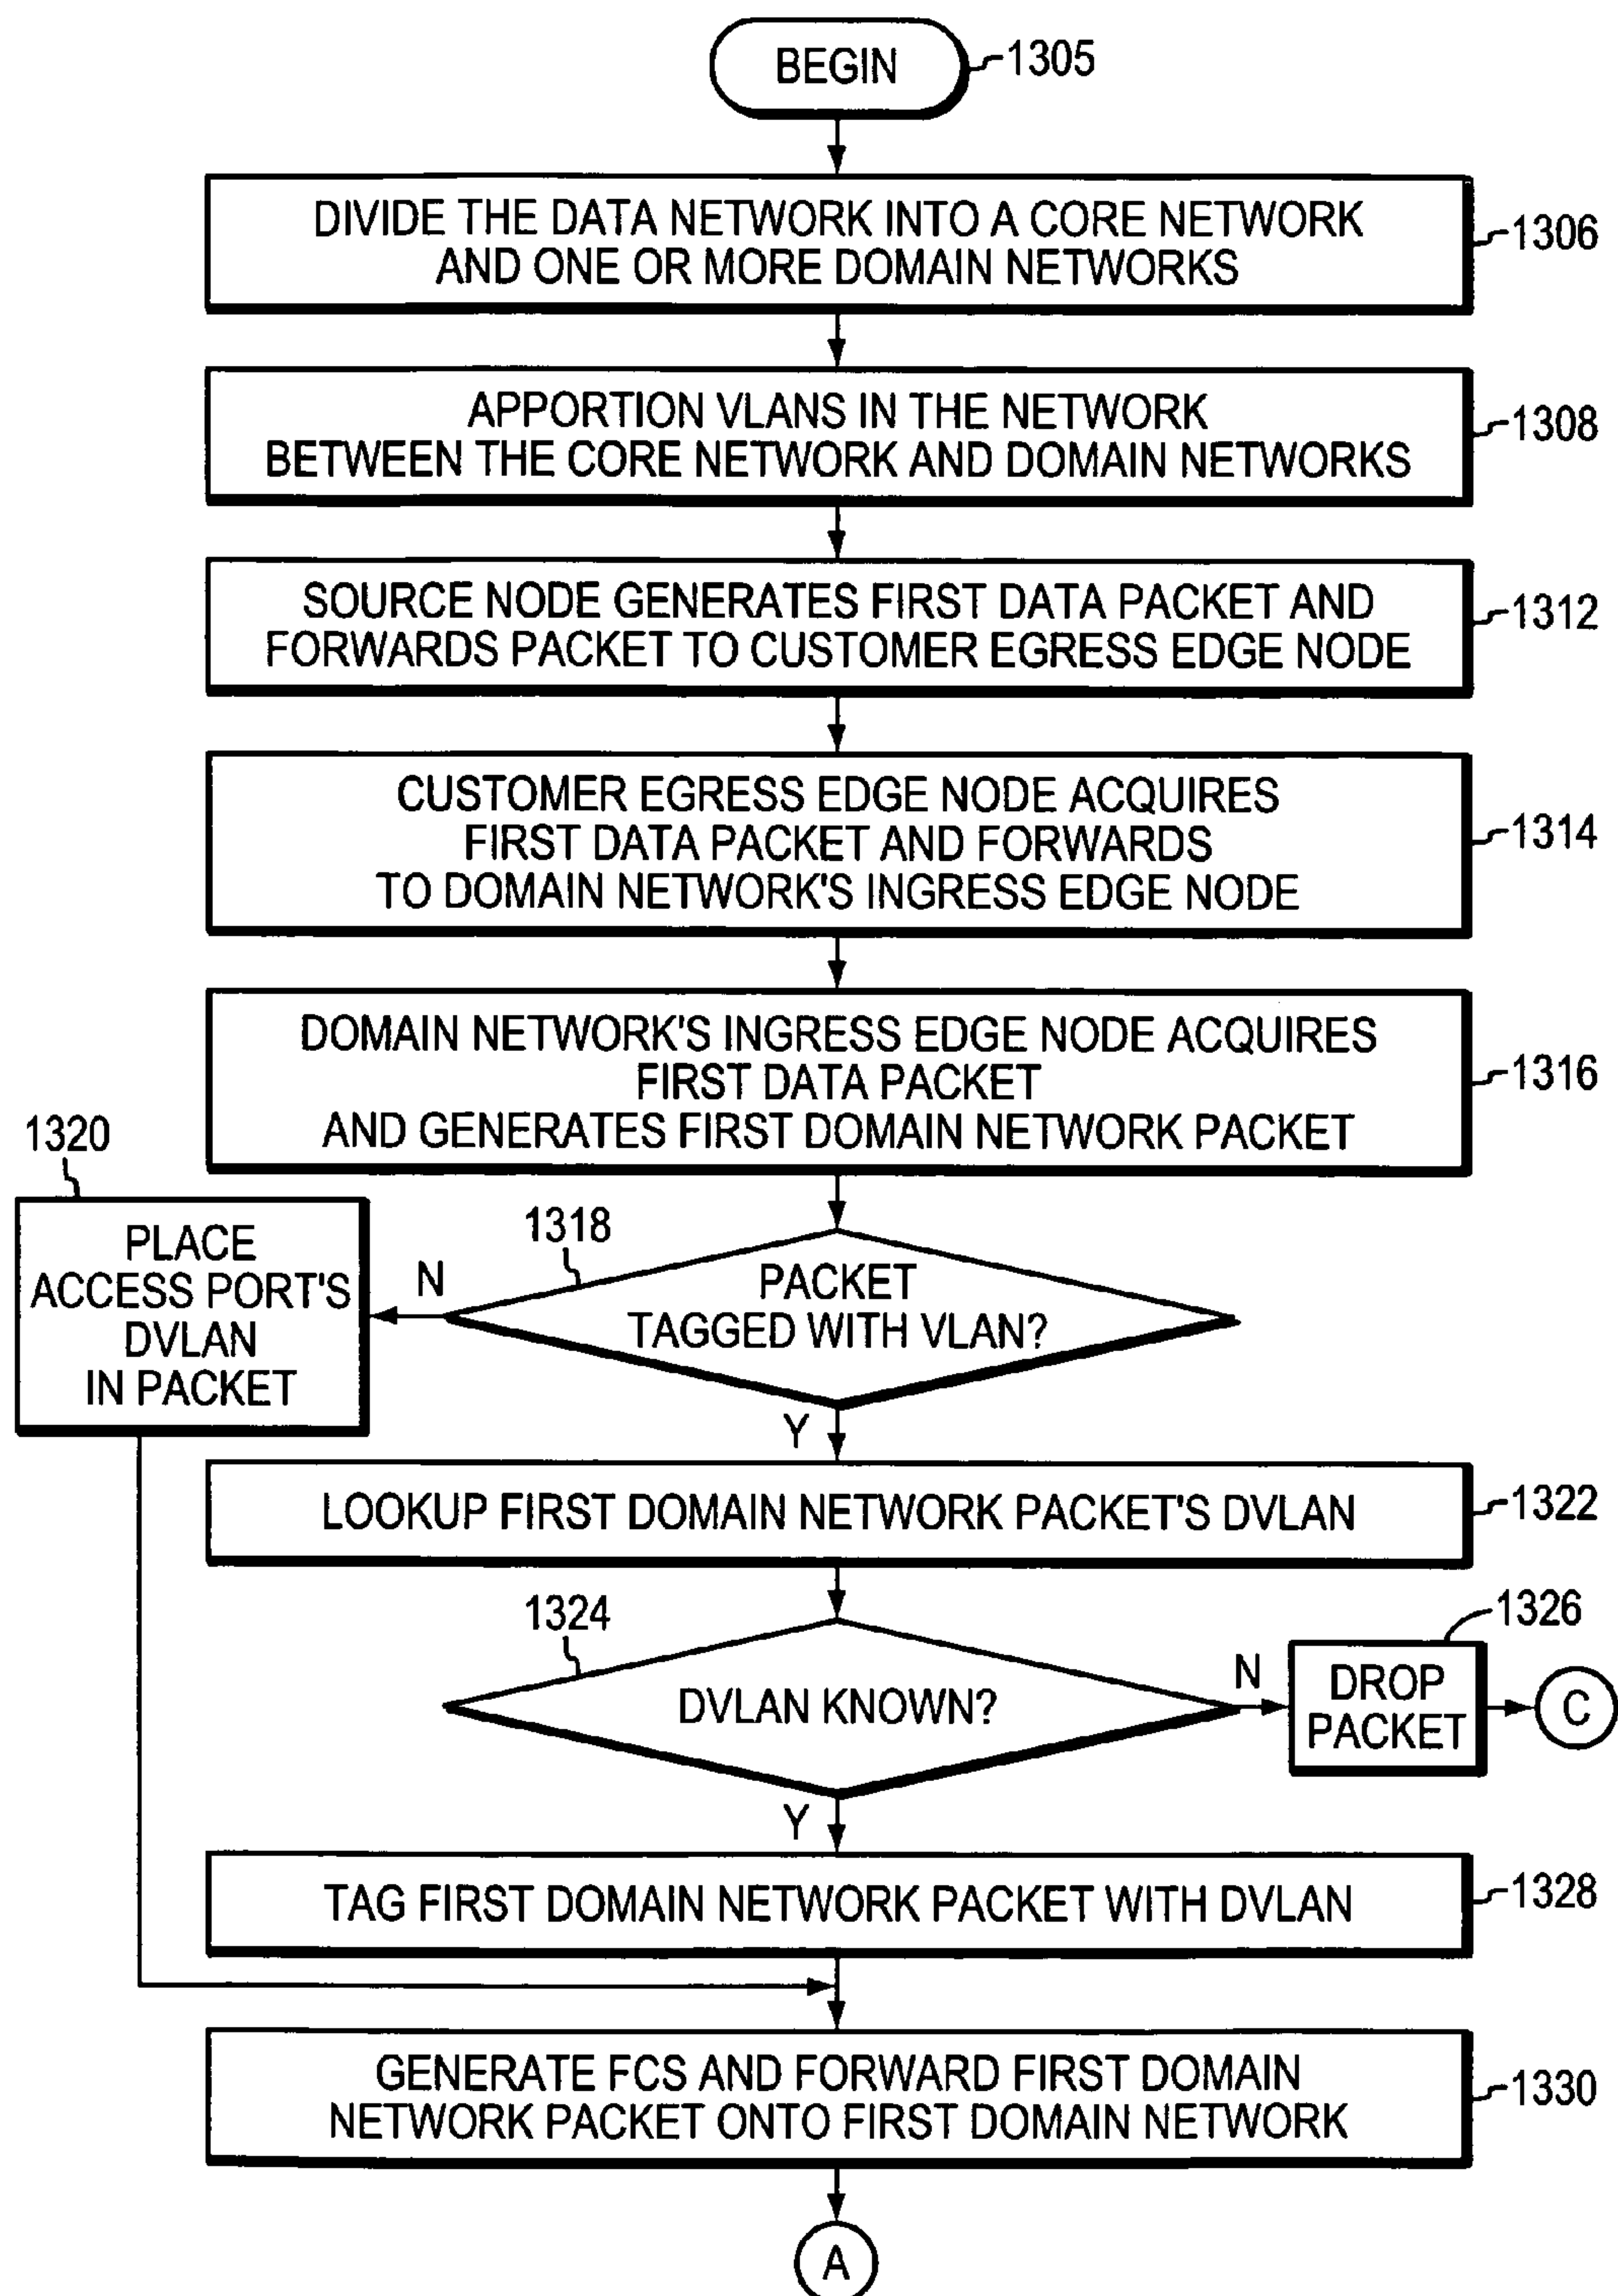 BEGIN
1305
DIVIDE THE DATA NETWORK INTO A CORE NETWORK
AND ONE OR MORE DOMAIN NETWORKS
1306
APPORTION VLANS IN THE NETWORK
BETWEEN THE CORE NETWORK AND DOMAIN NETWORKS
1308
SOURCE NODE GENERATES FIRST DATA PACKET AND
FORWARDS PACKET TO CUSTOMER EGRESS EDGE NODE
1312
CUSTOMER EGRESS EDGE NODE ACQUIRES
FIRST DATA PACKET AND FORWARDS
TO DOMAIN NETWORK'S INGRESS EDGE NODE
1314
DOMAIN NETWORK'S INGRESS EDGE NODE ACQUIRES
FIRST DATA PACKET
AND GENERATES FIRST DOMAIN NETWORK PACKET
1316
1320
PLACE
ACCESS PORT'S
DVLAN
IN PACKET
N
1318
PACKET
TAGGED WITH VLAN?
Y
LOOKUP FIRST DOMAIN NETWORK PACKET'S DVLAN
1322
1324
DVLAN KNOWN?
N
1326
DROP
PACKET
C
Y
TAG FIRST DOMAIN NETWORK PACKET WITH DVLAN
1328
GENERATE FCS AND FORWARD FIRST DOMAIN
NETWORK PACKET ONTO FIRST DOMAIN NETWORK
1330
A